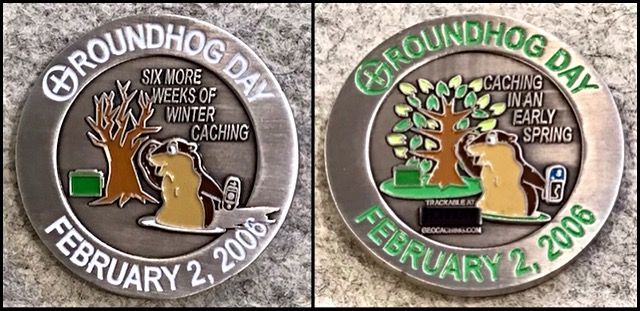 GROUNDHOG DAY
SIX MORE
WEEKS OF
WINTER
CACHING
FEBRUARY 2, 2006
GROUNDHOG DAY
CACHING
IN AN
EARLY
SPRING
TRACKABLE AT
GEOCACHING.COM
FEBRUARY 2, 2006